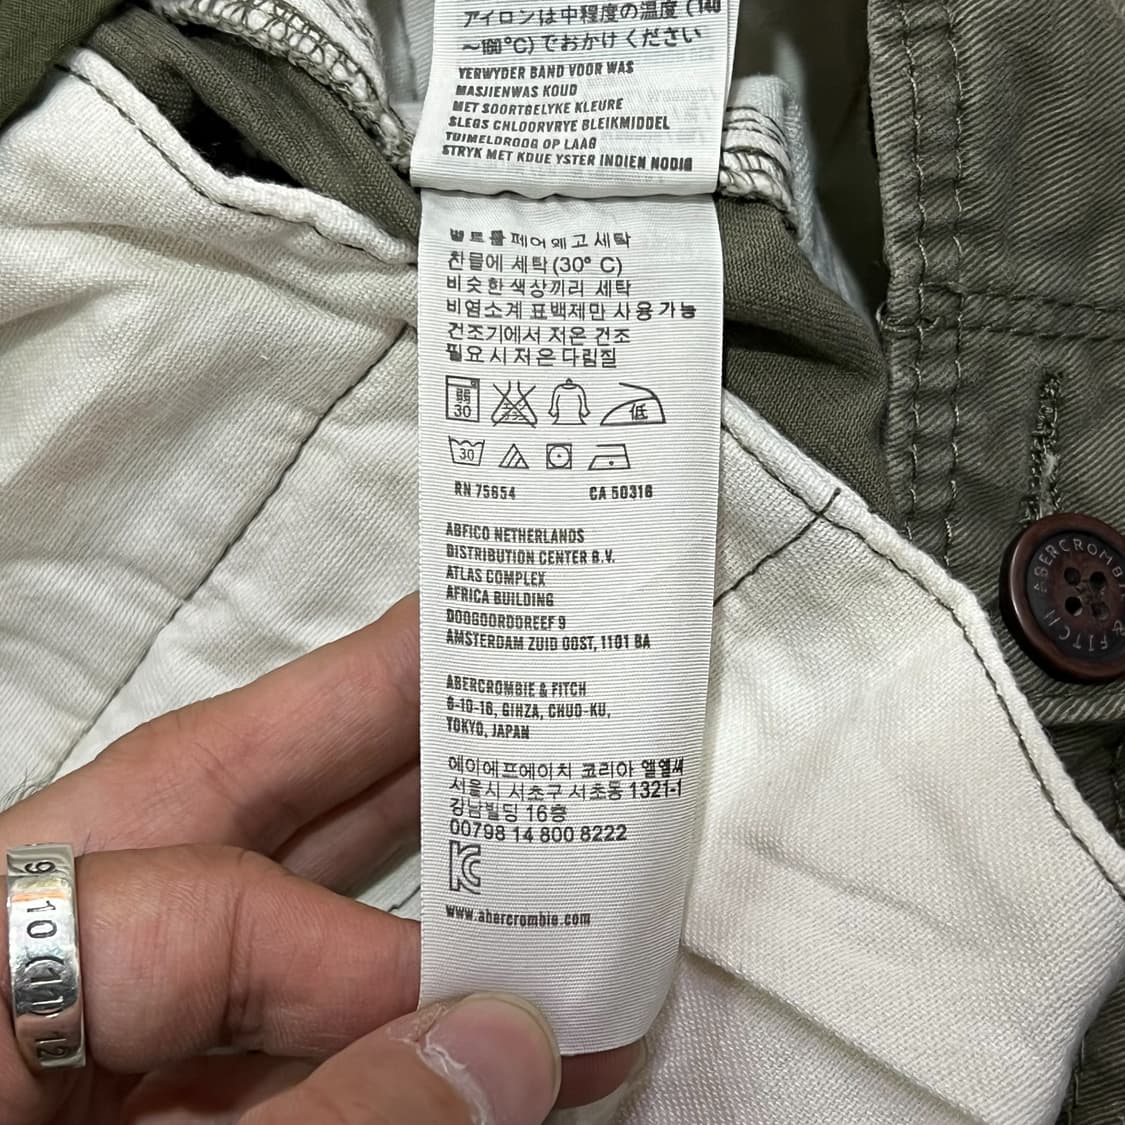 アイロンは中程度の温度(140
～160°C)でおかけください
VERWYDER BAND VOOR WAS
MASJIENWAS KOUD
MET SOORTGELYKE KLEURE
SLEGS CHLOORVRYE BLEIKMIDDEL
TUIMELDROOG OP LAAG
STRYK MET KOUE YSTER INDIEN NODIG
벨트를 떼어내고 세탁
찬물에 세탁(30° C)
비슷한 색상끼리 세탁
비염소계 표백제만 사용가능
건조기에서 저온 건조
필요시 저온 다림질
弱 低
30
30
RN 75654 CA 50316
ABFICO NETHERLANDS
DISTRIBUTION CENTER B.V.
ATLAS COMPLEX
AFRICA BUILDING
HOOGOORDDREEF 9
AMSTERDAM ZUID OOST, 1101 BA
ABERCROMBIE & FITCH
6-10-16, GINZA, CHUO-KU,
TOKYO, JAPAN
에이에프에이치 코리아 엘엘씨
서울시 서초구 서초동 1321-1
강남빌딩 16층
00798 14 800 8222
www.abercrombie.com
ABERCROMBI
& FITCH
9 10 (11) 12